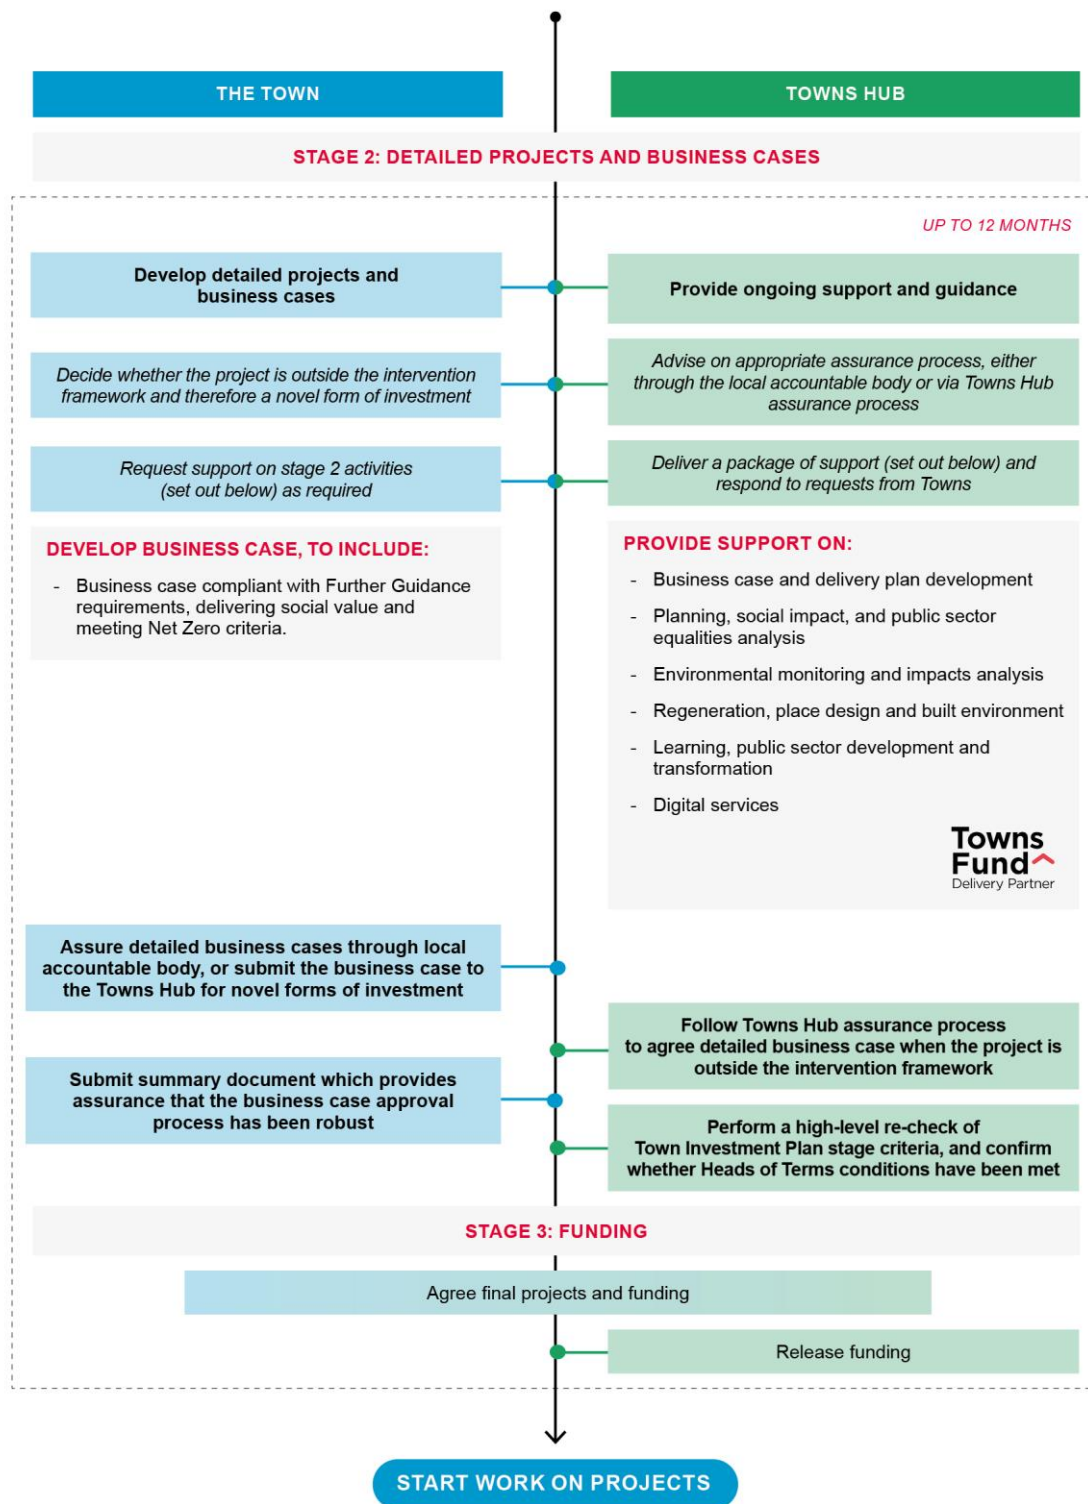 THE TOWN
TOWNS HUB
STAGE 2: DETAILED PROJECTS AND BUSINESS CASES
UP TO 12 MONTHS
Develop detailed projects and
business cases
Provide ongoing support and guidance
Decide whether the project is outside the intervention
framework and therefore a novel form of investment
Advise on appropriate assurance process, either
through the local accountable body or via Towns Hub
assurance process
Request support on stage 2 activities
(set out below) as required
Deliver a package of support (set out below) and
respond to requests from Towns
DEVELOP BUSINESS CASE, TO INCLUDE:
- Business case compliant with Further Guidance
requirements, delivering social value and
meeting Net Zero criteria.
PROVIDE SUPPORT ON:
- Business case and delivery plan development
- Planning, social impact, and public sector
equalities analysis
- Environmental monitoring and impacts analysis
- Regeneration, place design and built environment
- Learning, public sector development and
transformation
- Digital services
Towns
Fund
Delivery Partner
Assure detailed business cases through local
accountable body, or submit the business case to
the Towns Hub for novel forms of investment
Follow Towns Hub assurance process
to agree detailed business case when the project is
outside the intervention framework
Submit summary document which provides
assurance that the business case approval
process has been robust
Perform a high-level re-check of
Town Investment Plan stage criteria, and confirm
whether Heads of Terms conditions have been met
STAGE 3: FUNDING
Agree final projects and funding
Release funding
START WORK ON PROJECTS